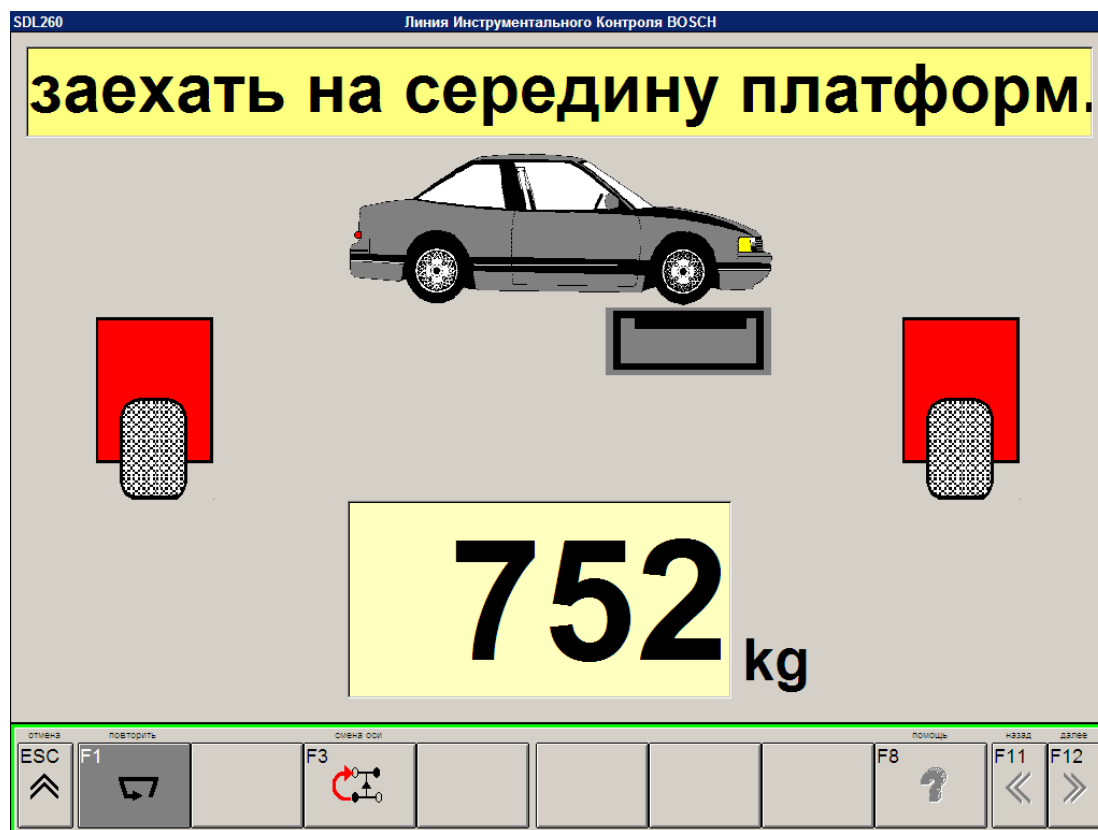 SDL260 Линия Инструментального Контроля BOSCH
заехать на середину платформ.
752 kg
отмена повторить смена оси помощь назад далее
ESC F1 F3 F8 F11 F12